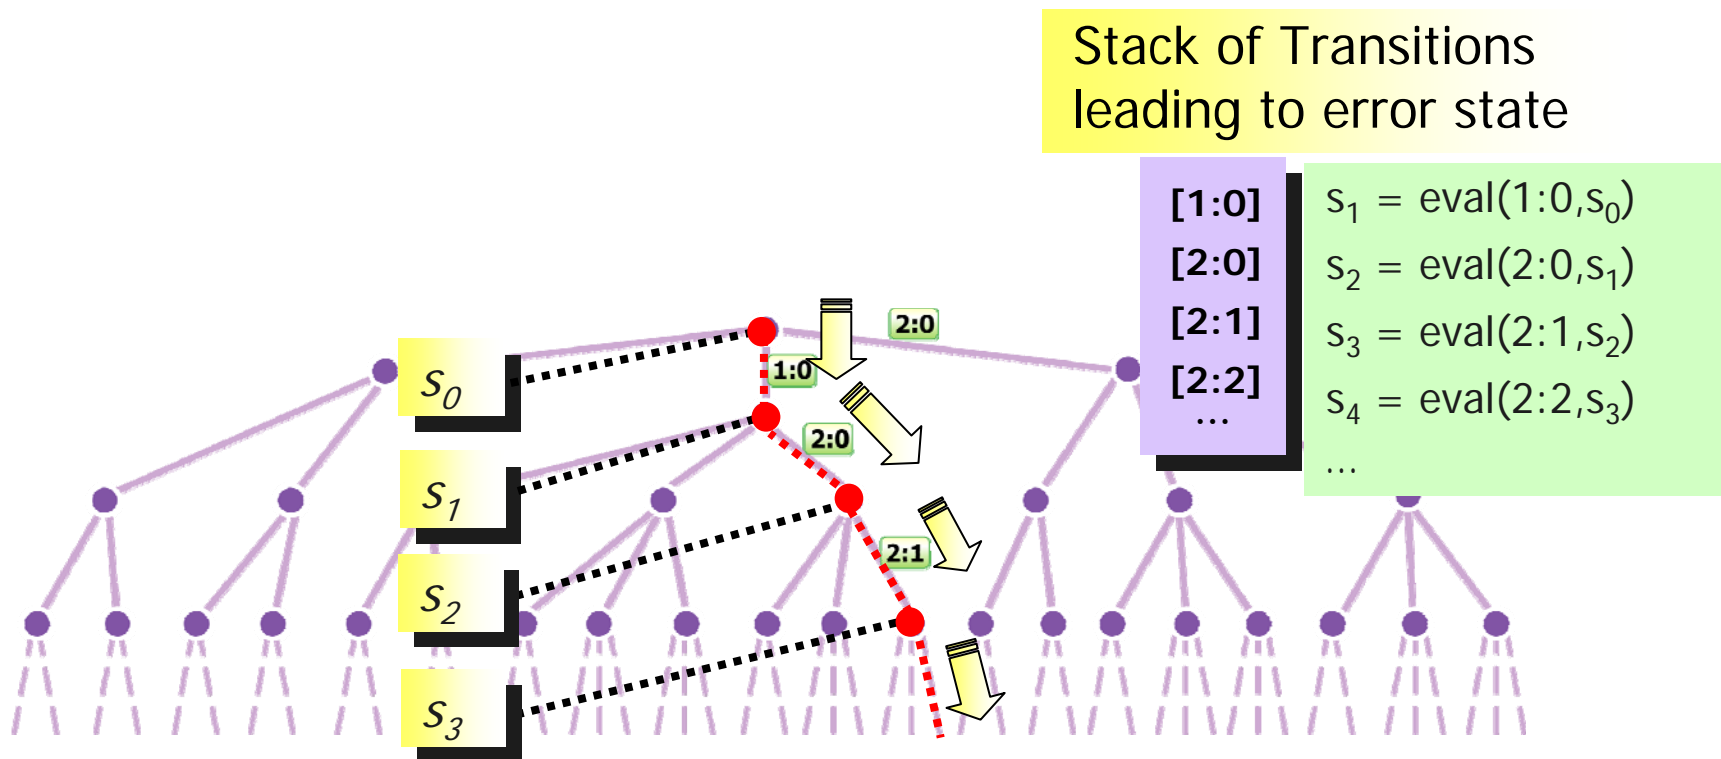 Stack of Transitions
leading to error state
[1:0]
[2:0]
[2:1]
[2:2]
...
s₁ = eval(1:0,s₀)
s₂ = eval(2:0,s₁)
s₃ = eval(2:1,s₂)
s₄ = eval(2:2,s₃)
...
2:0
1:0
2:0
2:1
s₀
s₁
s₂
s₃